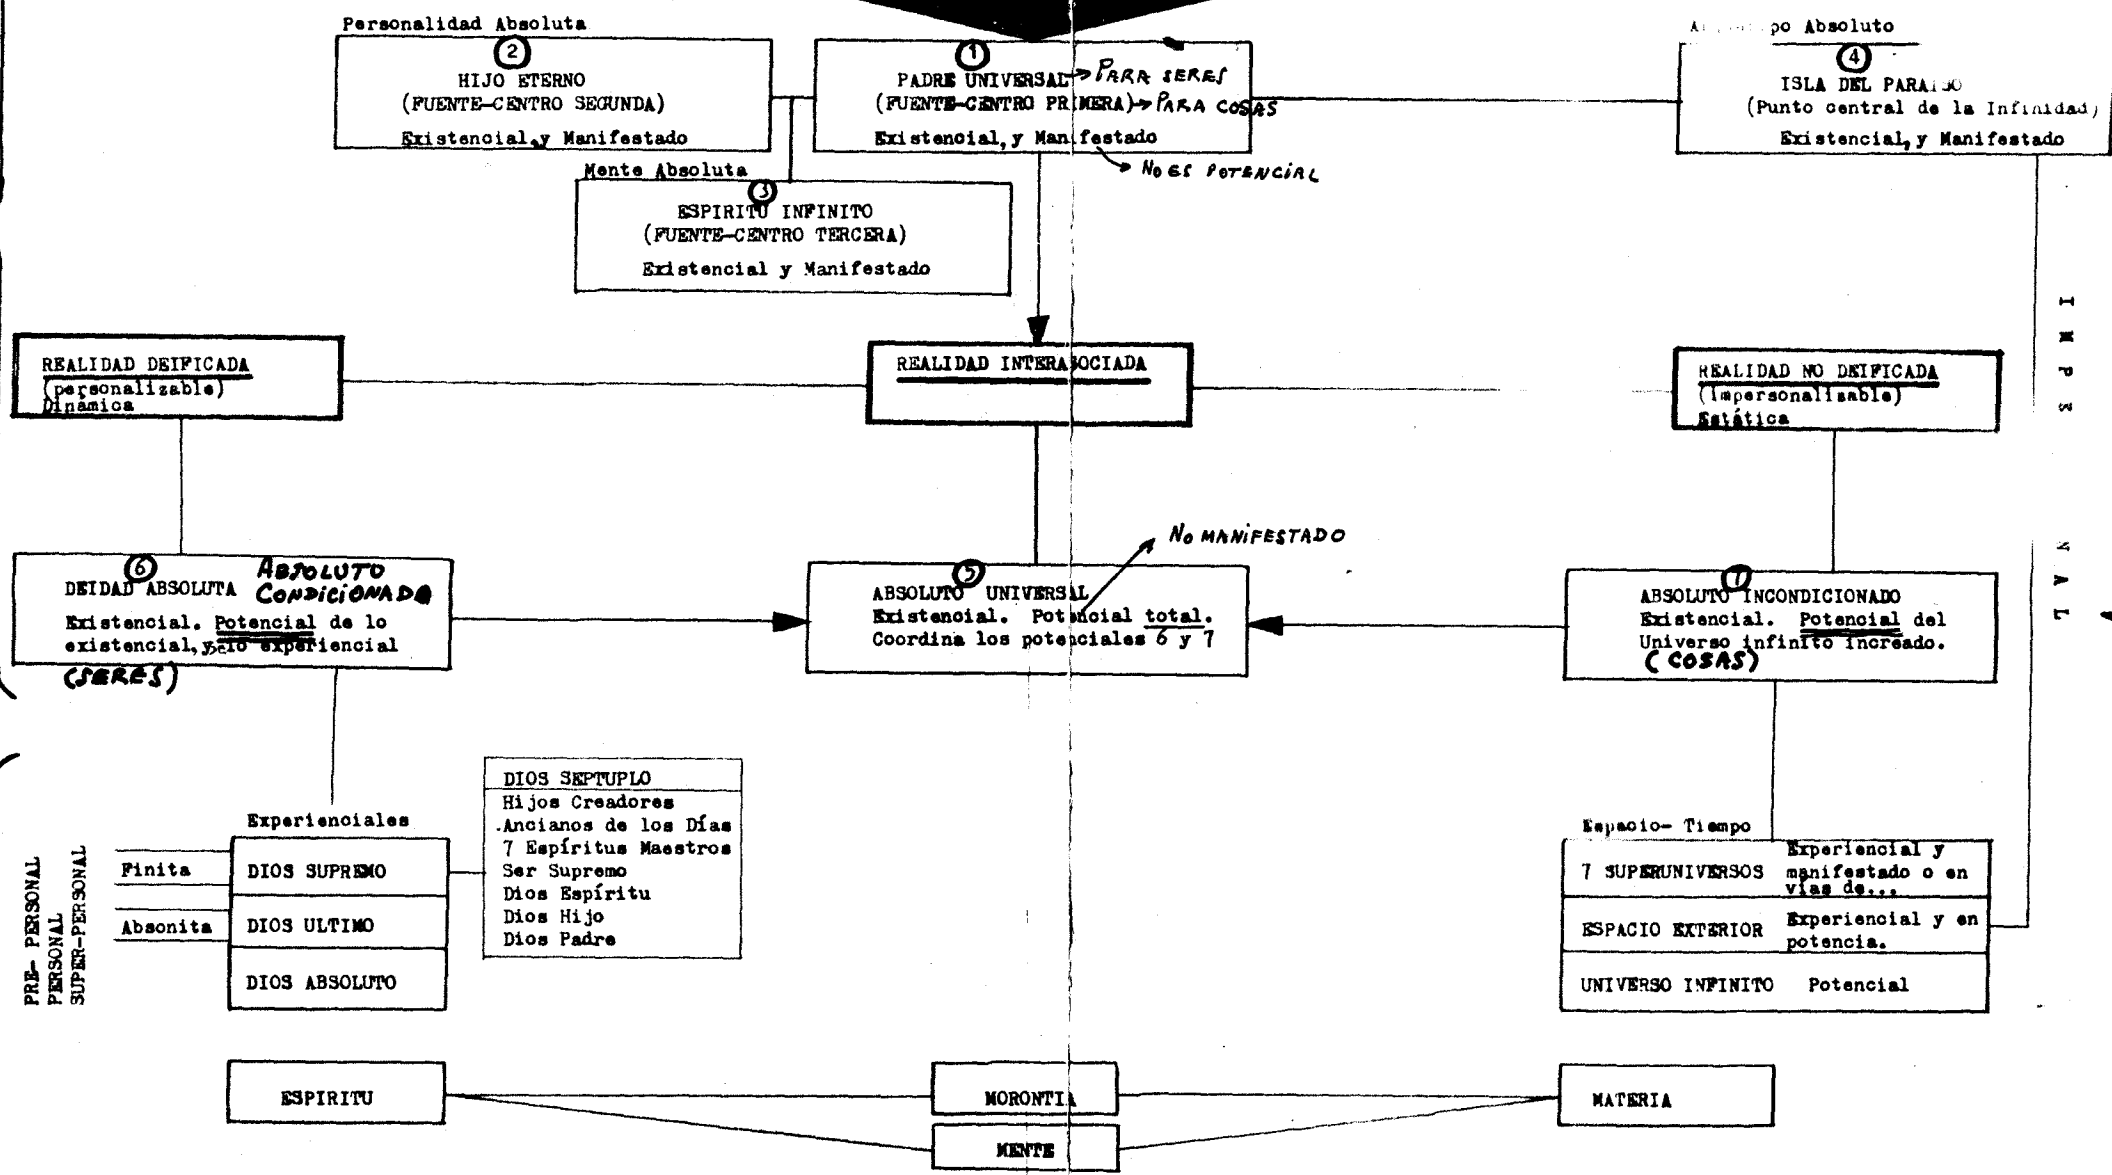 Personalidad Absoluta
2
HIJO ETERNO
(FUENTE-CENTRO SEGUNDA)
Existencial, y Manifestado
1
PADRE UNIVERSAL → PARA SERES
(FUENTE-CENTRO PRIMERA) → PARA COSAS
Existencial, y Manifestado
NO ES POTENCIAL
po Absoluto
4
ISLA DEL PARAISO
(Punto central de la Infinidad)
Existencial, y Manifestado
Mente Absoluta
3
ESPIRITU INFINITO
(FUENTE-CENTRO TERCERA)
Existencial y Manifestado
REALIDAD DEIFICADA
(personalizable)
Dinámica
REALIDAD INTERASOCIADA
REALIDAD NO DEIFICADA
(Impersonalizable)
Estática
6
DEIDAD ABSOLUTA
ABSOLUTO
CONDICIONADO
Existencial. Potencial de lo
existencial, y lo experiencial
(SERES)
NO MANIFESTADO
5
ABSOLUTO UNIVERSAL
Existencial. Potencial total.
Coordina los potenciales 6 y 7
7
ABSOLUTO INCONDICIONADO
Existencial. Potencial del
Universo infinito increado.
(COSAS)
DIOS SEPTUPLO
Hijos Creadores
Ancianos de los Días
7 Espíritus Maestros
Ser Supremo
Dios Espíritu
Dios Hijo
Dios Padre
PRE- PERSONAL
PERSONAL
SUPER-PERSONAL
Experienciales
Finita
DIOS SUPREMO
Absonita
DIOS ULTIMO
DIOS ABSOLUTO
Espacio- Tiempo
7 SUPERUNIVERSOS
Experiencial y
manifestado o en
vías de...
ESPACIO EXTERIOR
Experiencial y en
potencia.
UNIVERSO INFINITO Potencial
ESPIRITU
MORONTIA
MENTE
MATERIA